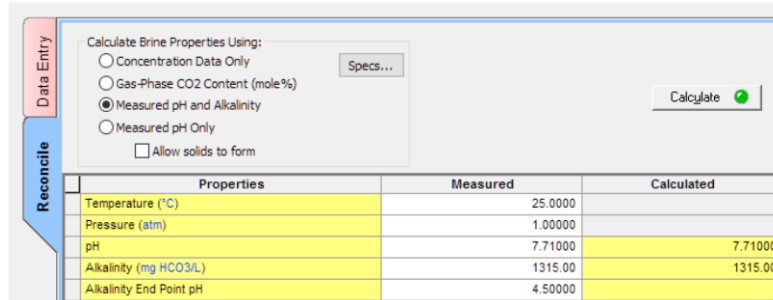 Data Entry
Reconcile
Calculate Brine Properties Using:
Concentration Data Only
Gas-Phase CO2 Content (mole%)
Measured pH and Alkalinity
Measured pH Only
Allow solids to form
Specs...
Calculate
Properties Measured Calculated
Temperature (°C) 25.0000
Pressure (atm) 1.00000
pH 7.71000 7.71000
Alkalinity (mg HCO3/L) 1315.00 1315.00
Alkalinity End Point pH 4.50000